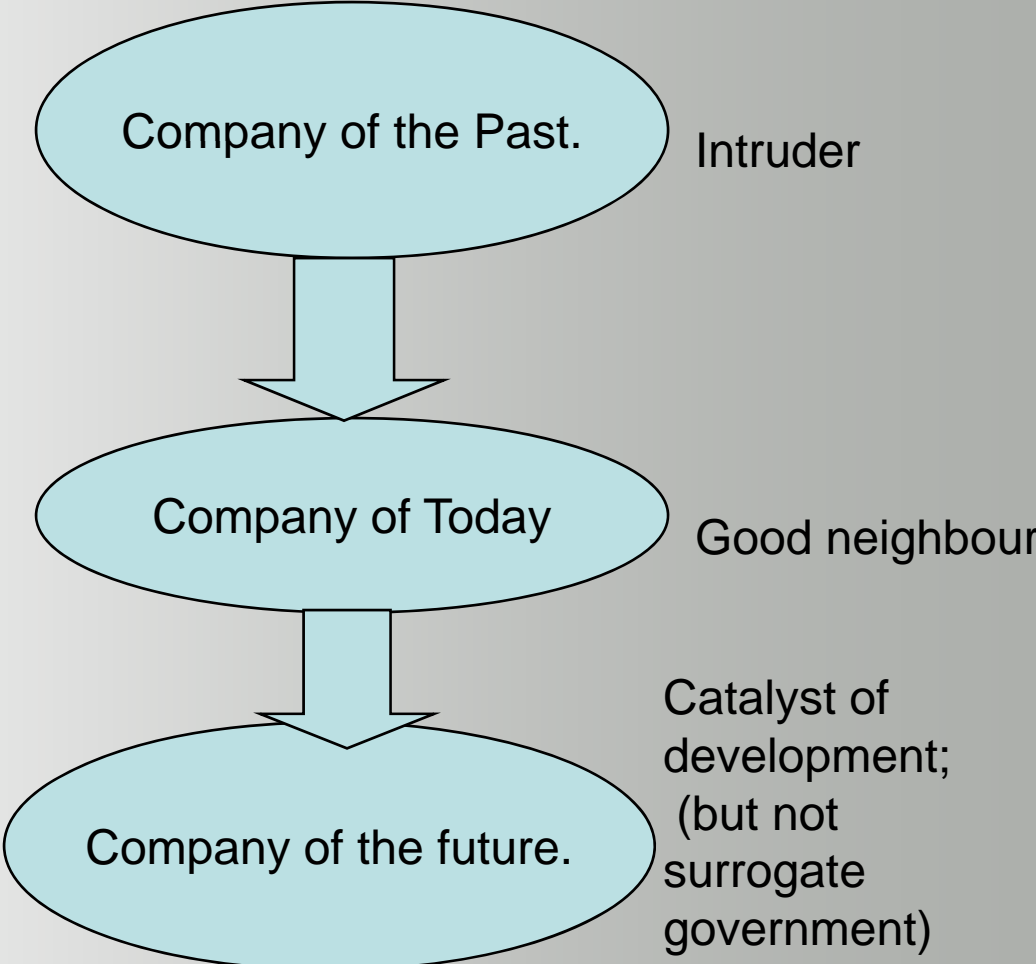 Company of the Past.
Intruder
Company of Today
Good neighbour
Catalyst of
development;
(but not
surrogate
government)
Company of the future.